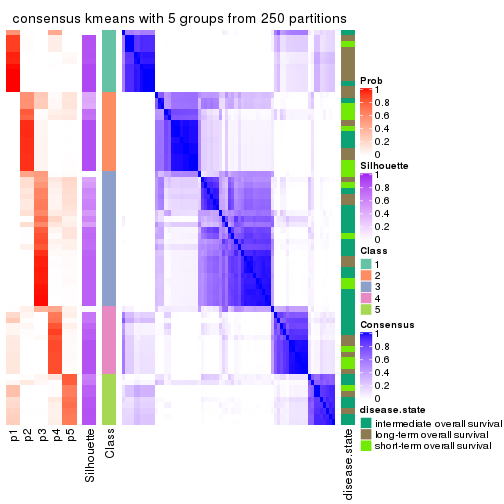 consensus kmeans with 5 groups from 250 partitions
Prob
1
0.8
0.6
0.4
0.2
0
Silhouette
1
0.8
0.6
0.4
0.2
0
Class
1
2
3
4
5
Consensus
1
0.8
0.6
0.4
0.2
0
disease.state
intermediate overall survival
long-term overall survival
short-term overall survival
p1
p2
p3
p4
p5
Silhouette
Class
disease.state